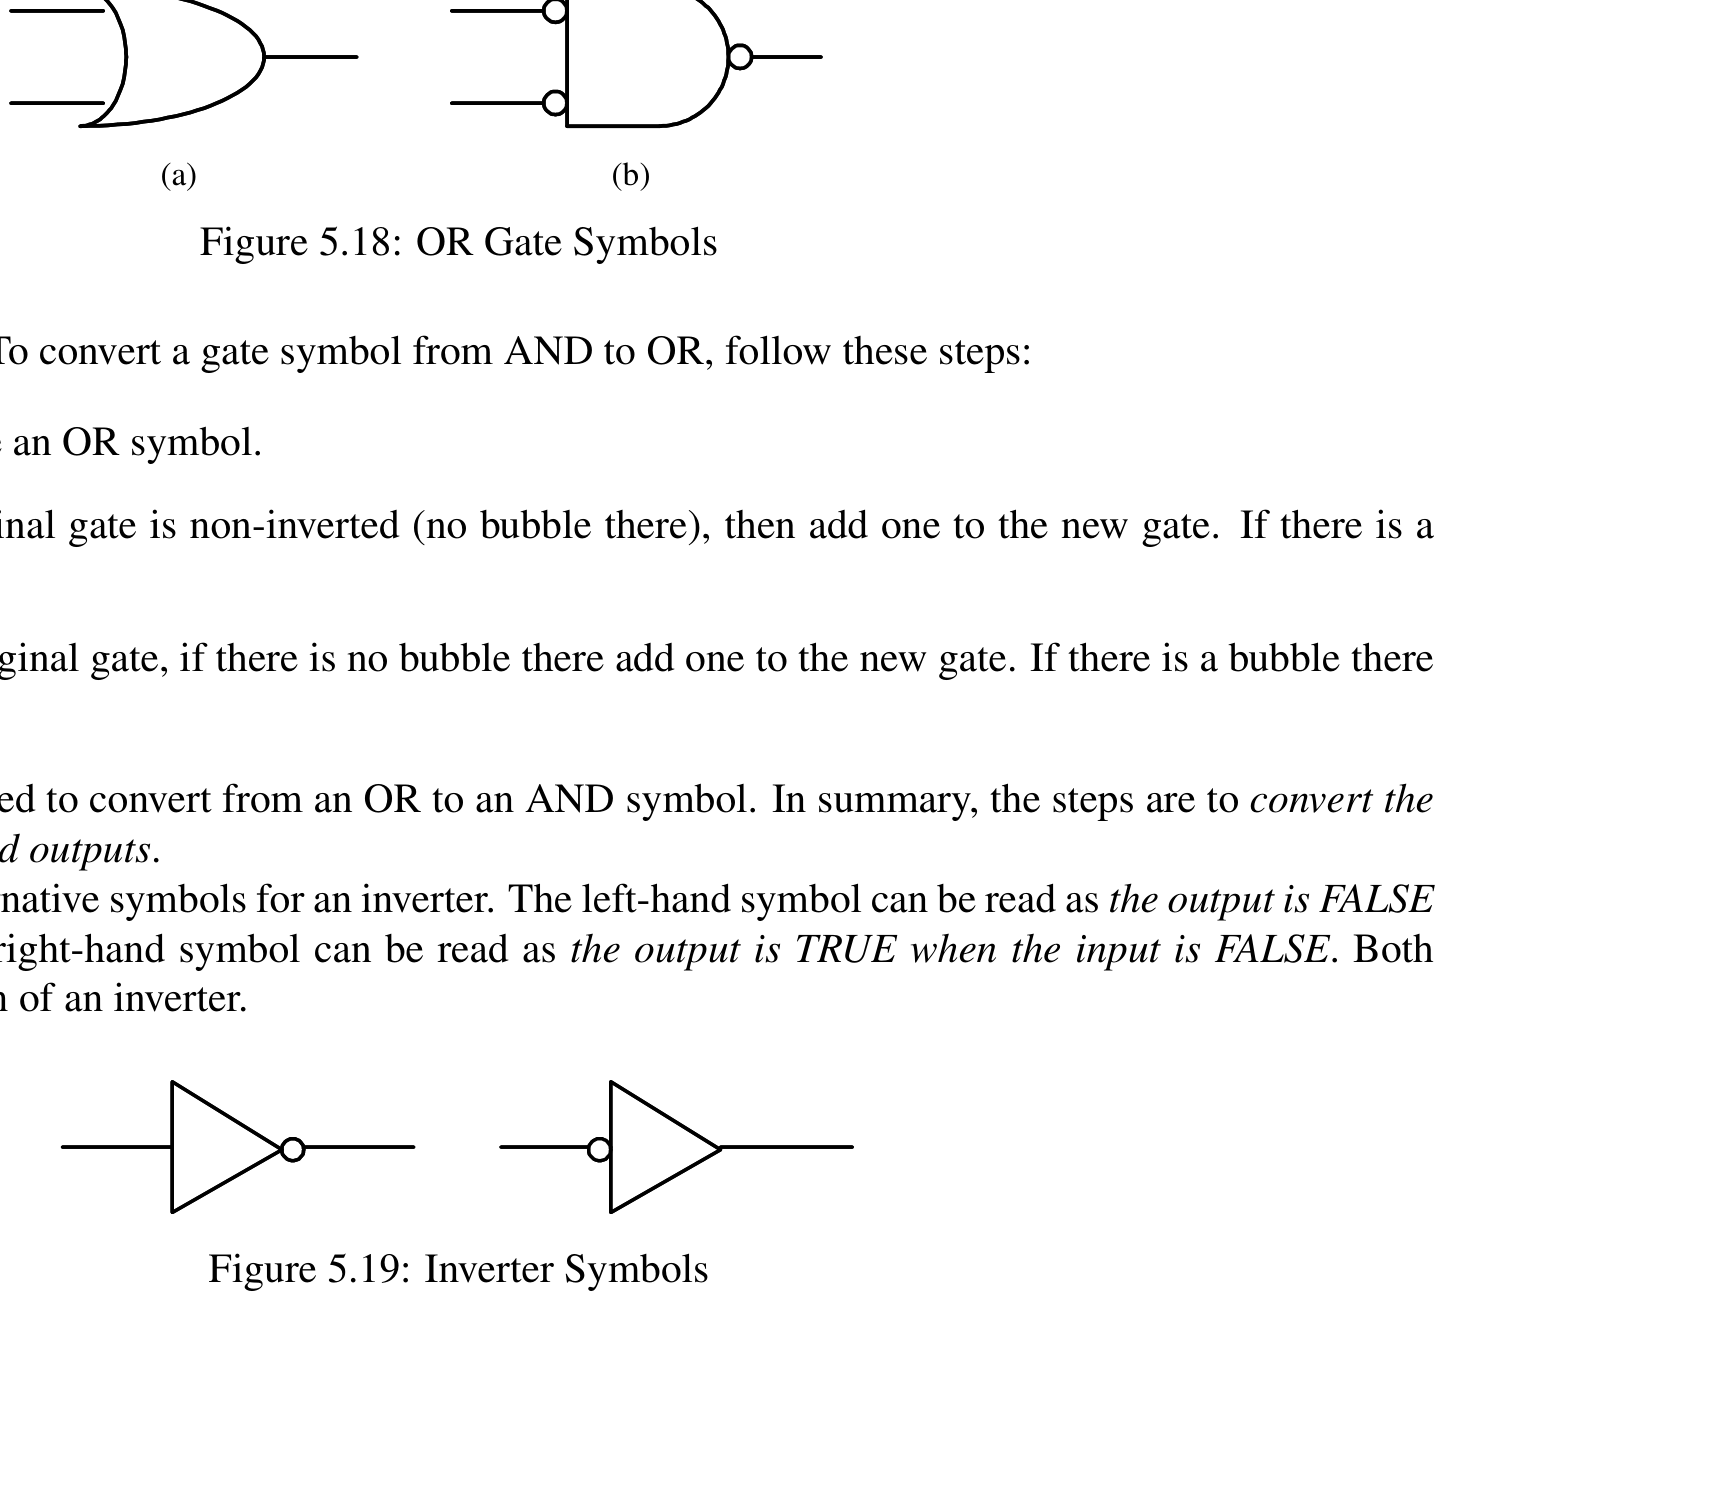 (a) (b)
Figure 5.18: OR Gate Symbols
To convert a gate symbol from AND to OR, follow these steps:
an OR symbol.
inal gate is non-inverted (no bubble there), then add one to the new gate. If there is a
ginal gate, if there is no bubble there add one to the new gate. If there is a bubble there
ed to convert from an OR to an AND symbol. In summary, the steps are to convert the
d outputs.
native symbols for an inverter. The left-hand symbol can be read as the output is FALSE
right-hand symbol can be read as the output is TRUE when the input is FALSE. Both
of an inverter.
Figure 5.19: Inverter Symbols